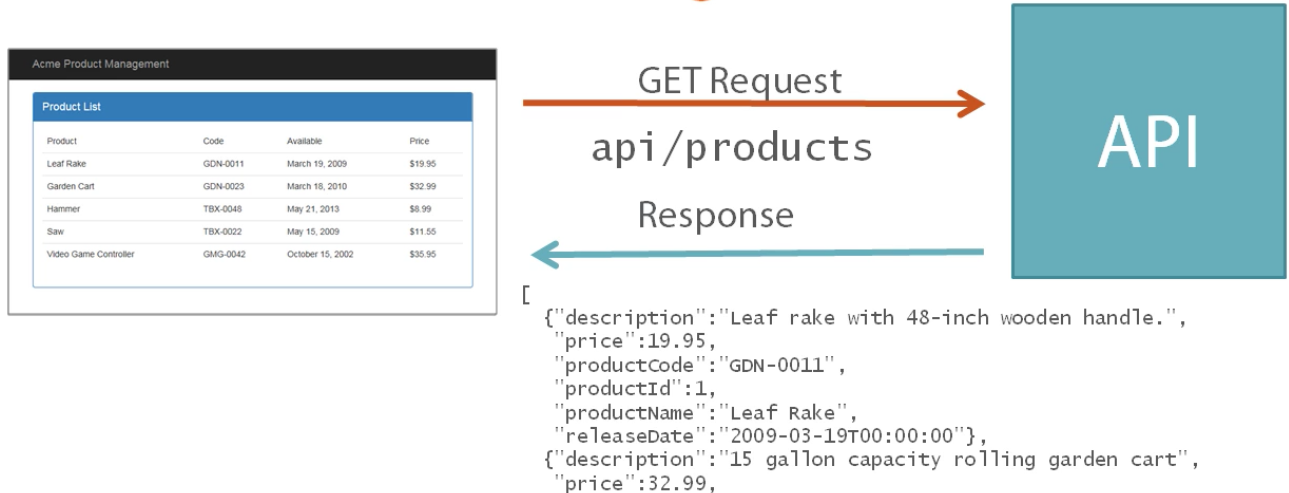 Acme Product Management
Product List
Product Code Available Price
Leaf Rake GDN-0011 March 19, 2009 $19.95
Garden Cart GDN-0023 March 18, 2010 $32.99
Hammer TBX-0048 May 21, 2013 $8.99
Saw TBX-0022 May 15, 2009 $11.55
Video Game Controller GMG-0042 October 15, 2002 $35.95
GET Request
api/products
Response
API
[
{"description":"Leaf rake with 48-inch wooden handle.",
"price":19.95,
"productCode":"GDN-0011",
"productId":1,
"productName":"Leaf Rake",
"releaseDate":"2009-03-19T00:00:00"},
{"description":"15 gallon capacity rolling garden cart",
"price":32.99,